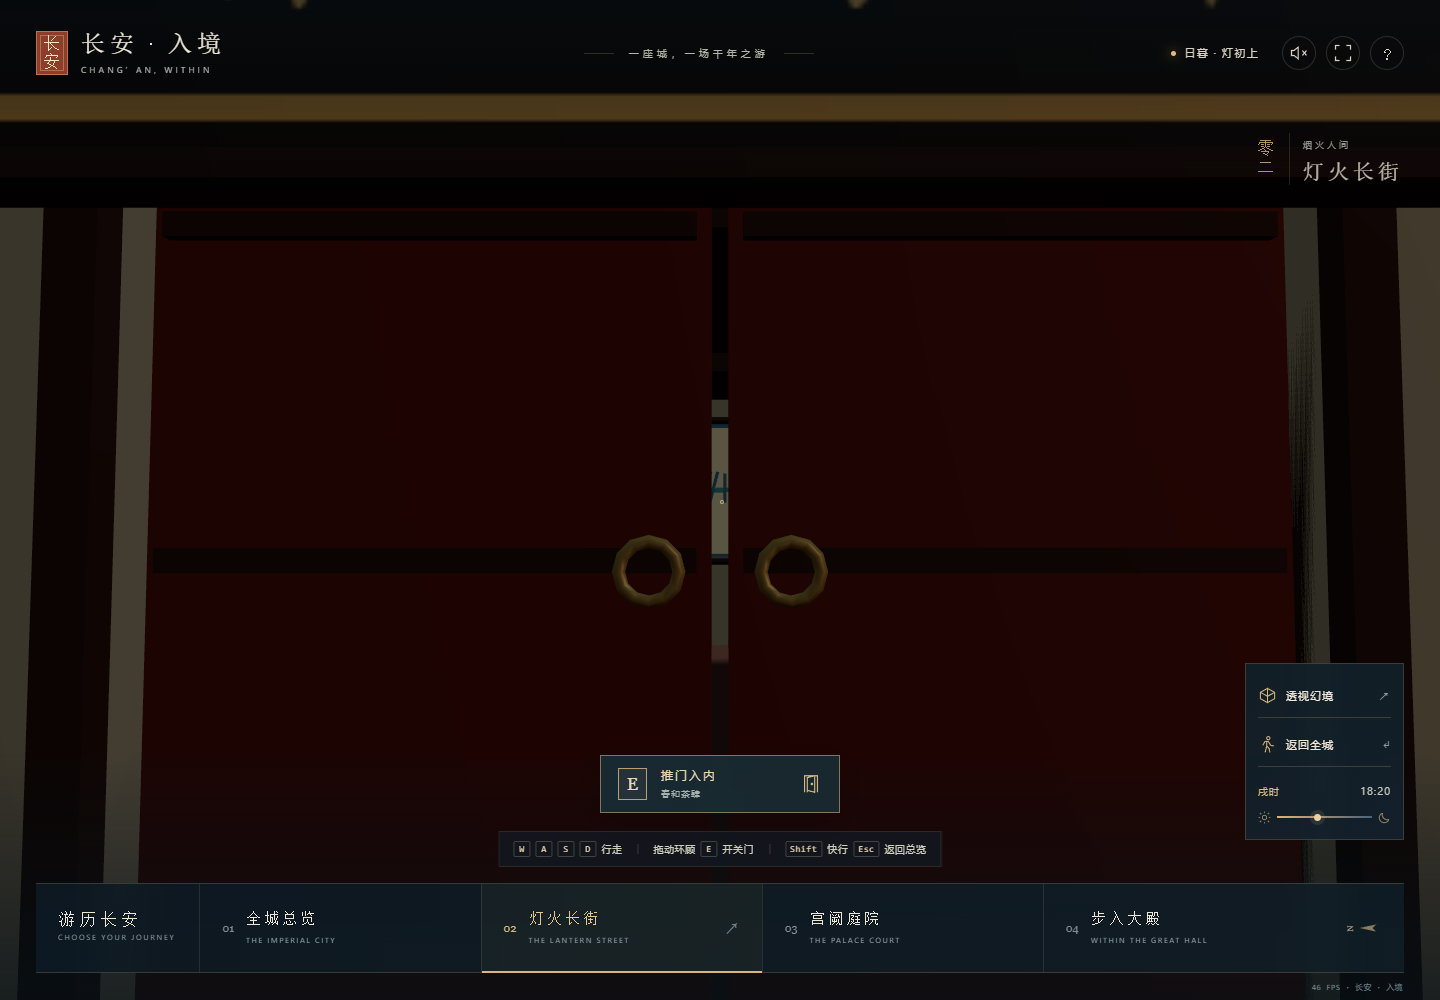 长安
长安 · 入境
CHANG' AN, WITHIN
一座城，一场千年之游
日暮 · 灯初上
?
零二
烟火人间
灯火长街
透视幻境
返回全城
戌时 18:20
E 推门入内
春和茶肆
W A S D 行走 拖动环顾 E 开关门 Shift 快行 Esc 返回总览
游历长安
CHOOSE YOUR JOURNEY
01 全城总览
THE IMPERIAL CITY
02 灯火长街
THE LANTERN STREET
03 宫阙庭院
THE PALACE COURT
04 步入大殿
WITHIN THE GREAT HALL
N
46 FPS · 长安 · 入境